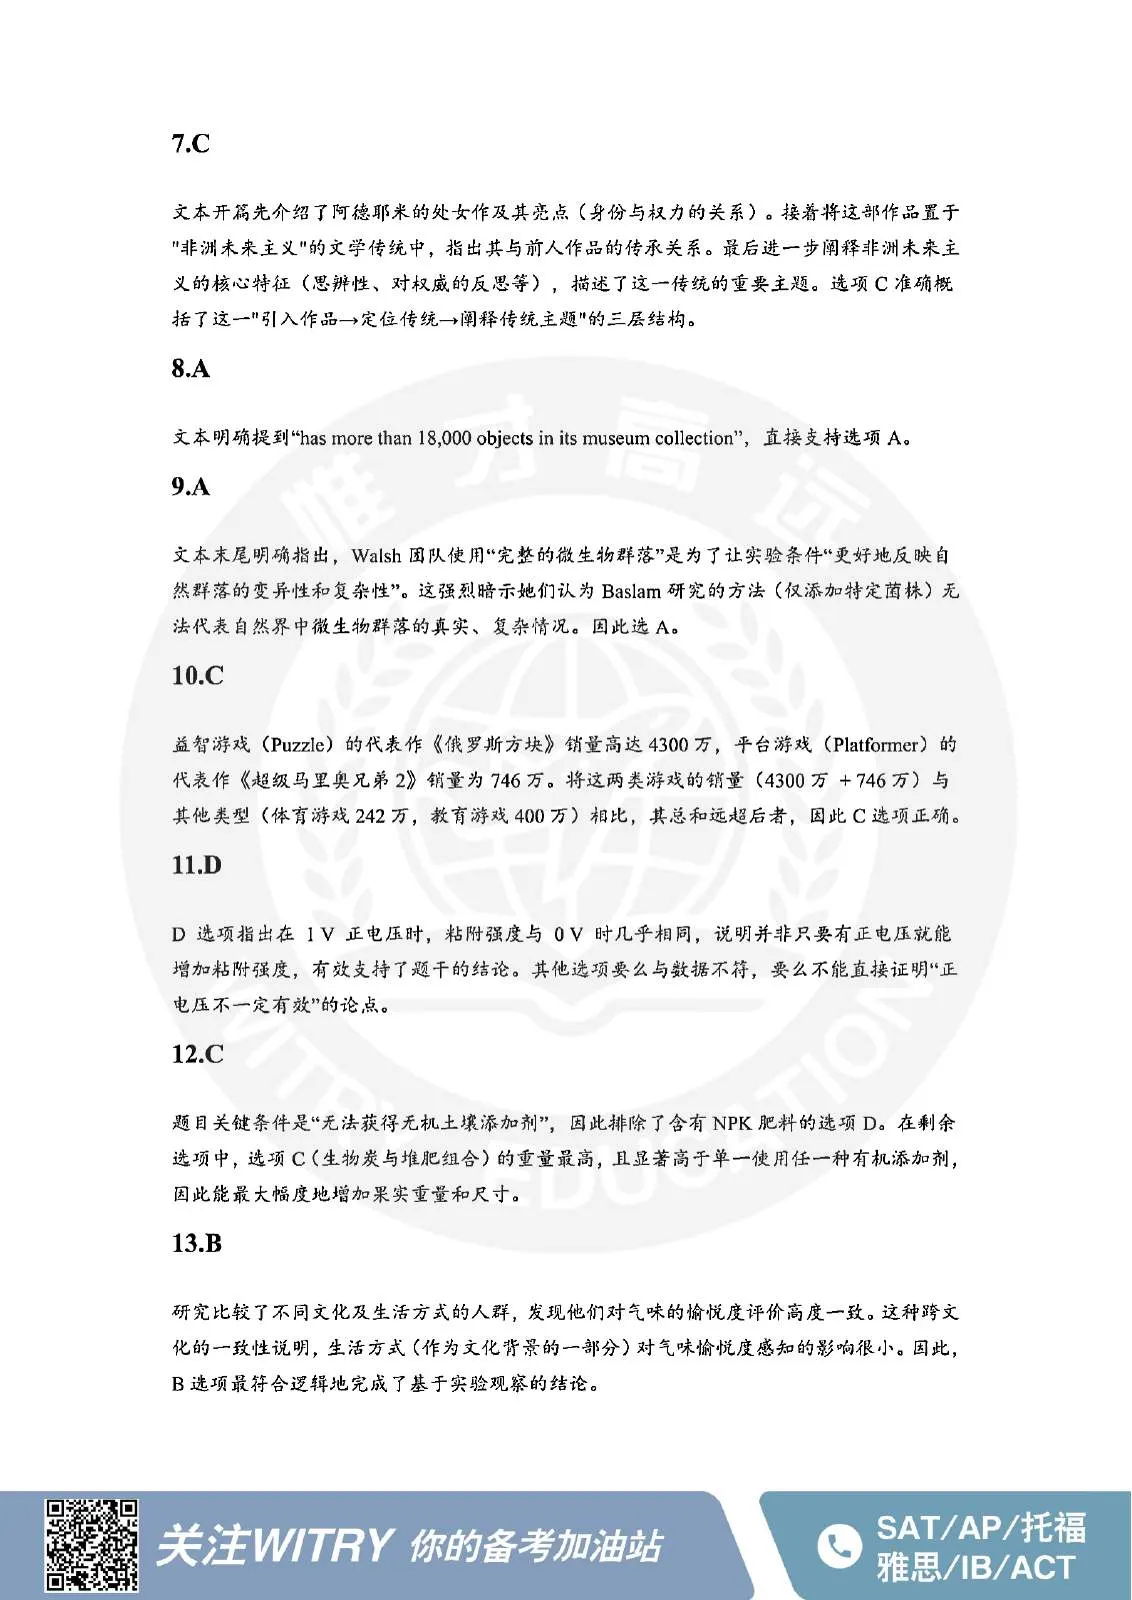 7.C
文本开篇先介绍了阿德耶米的处女作及其亮点（身份与权力的关系）。接着将这部作品置于
"非洲未来主义"的文学传统中，指出其与前人作品的传承关系。最后进一步阐释非洲未来主
义的核心特征（思辨性、对权威的反思等），描述了这一传统的重要主题。选项 C 准确概
括了这一"引入作品→定位传统→阐释传统主题"的三层结构。
8.A
文本明确提到“has more than 18,000 objects in its museum collection”，直接支持选项 A。
9.A
文本末尾明确指出，Walsh 团队使用“完整的微生物群落”是为了让实验条件“更好地反映自
然群落的变异性和复杂性”。这强烈暗示她们认为 Baslam 研究的方法（仅添加特定菌株）无
法代表自然界中微生物群落的真实、复杂情况。因此选 A。
10.C
益智游戏（Puzzle）的代表作《俄罗斯方块》销量高达 4300 万，平台游戏（Platformer）的
代表作《超级马里奥兄弟 2》销量为 746 万。将这两类游戏的销量（4300 万 + 746 万）与
其他类型（体育游戏 242 万，教育游戏 400 万）相比，其总和远超后者，因此 C 选项正确。
11.D
D 选项指出在 1 V 正电压时，粘附强度与 0 V 时几乎相同，说明并非只要有正电压就能
增加粘附强度，有效支持了题干的结论。其他选项要么与数据不符，要么不能直接证明“正
电压不一定有效”的论点。
12.C
题目关键条件是“无法获得无机土壤添加剂”，因此排除了含有 NPK 肥料的选项 D。在剩余
选项中，选项 C（生物炭与堆肥组合）的重量最高，且显著高于单一使用任一种有机添加剂，
因此能最大幅度地增加果实重量和尺寸。
13.B
研究比较了不同文化及生活方式的人群，发现他们对气味的愉悦度评价高度一致。这种跨文
化的一致性说明，生活方式（作为文化背景的一部分）对气味愉悦度感知的影响很小。因此，
B 选项最符合逻辑地完成了基于实验观察的结论。
惟才高远
WITRY EDUCATION
关注WITRY 你的备考加油站
SAT/AP/托福
雅思/IB/ACT